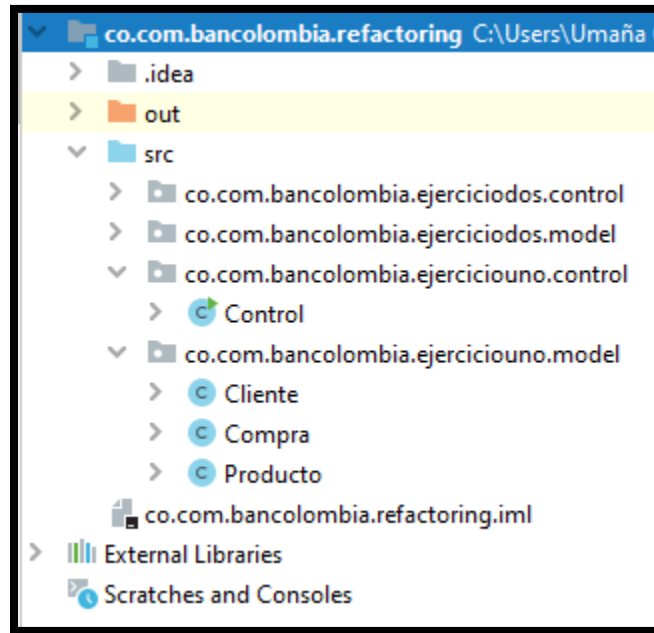 co.com.bancolombia.refactoring C:\Users\Umaña
.idea
out
src
co.com.bancolombia.ejerciciodos.control
co.com.bancolombia.ejerciciodos.model
co.com.bancolombia.ejerciciouno.control
C Control
co.com.bancolombia.ejerciciouno.model
C Cliente
C Compra
C Producto
co.com.bancolombia.refactoring.iml
External Libraries
Scratches and Consoles